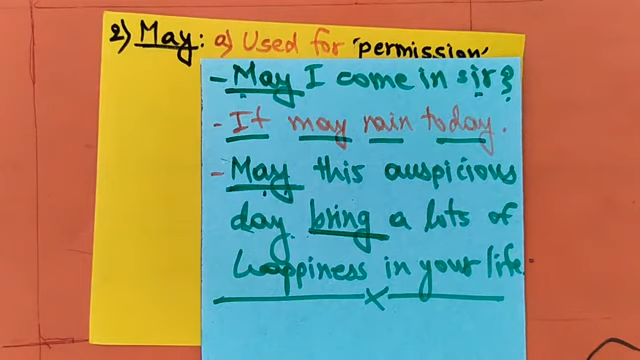 2) May: a) Used for 'permission'
- May I come in sir?
- It may rain today.
- May this auspicious
day bring a lots of
happiness in your life.